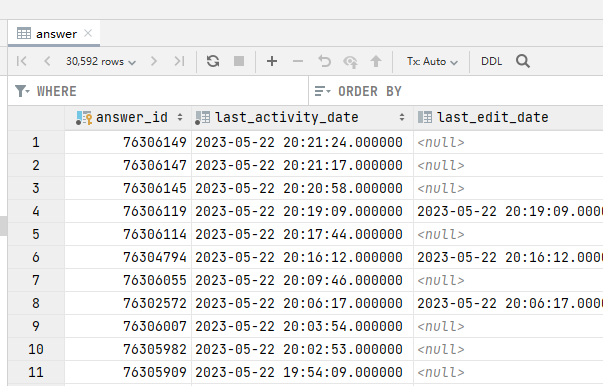 answer
30,592 rows Tx: Auto DDL
WHERE ORDER BY
answer_id last_activity_date last_edit_date
1 76306149 2023-05-22 20:21:24.000000 <null>
2 76306147 2023-05-22 20:21:17.000000 <null>
3 76306145 2023-05-22 20:20:58.000000 <null>
4 76306119 2023-05-22 20:19:09.000000 2023-05-22 20:19:09.000
5 76306114 2023-05-22 20:17:44.000000 <null>
6 76304794 2023-05-22 20:16:12.000000 2023-05-22 20:16:12.000
7 76306055 2023-05-22 20:09:46.000000 <null>
8 76302572 2023-05-22 20:06:17.000000 2023-05-22 20:06:17.000
9 76306007 2023-05-22 20:03:54.000000 <null>
10 76305982 2023-05-22 20:02:53.000000 <null>
11 76305909 2023-05-22 19:54:09.000000 <null>